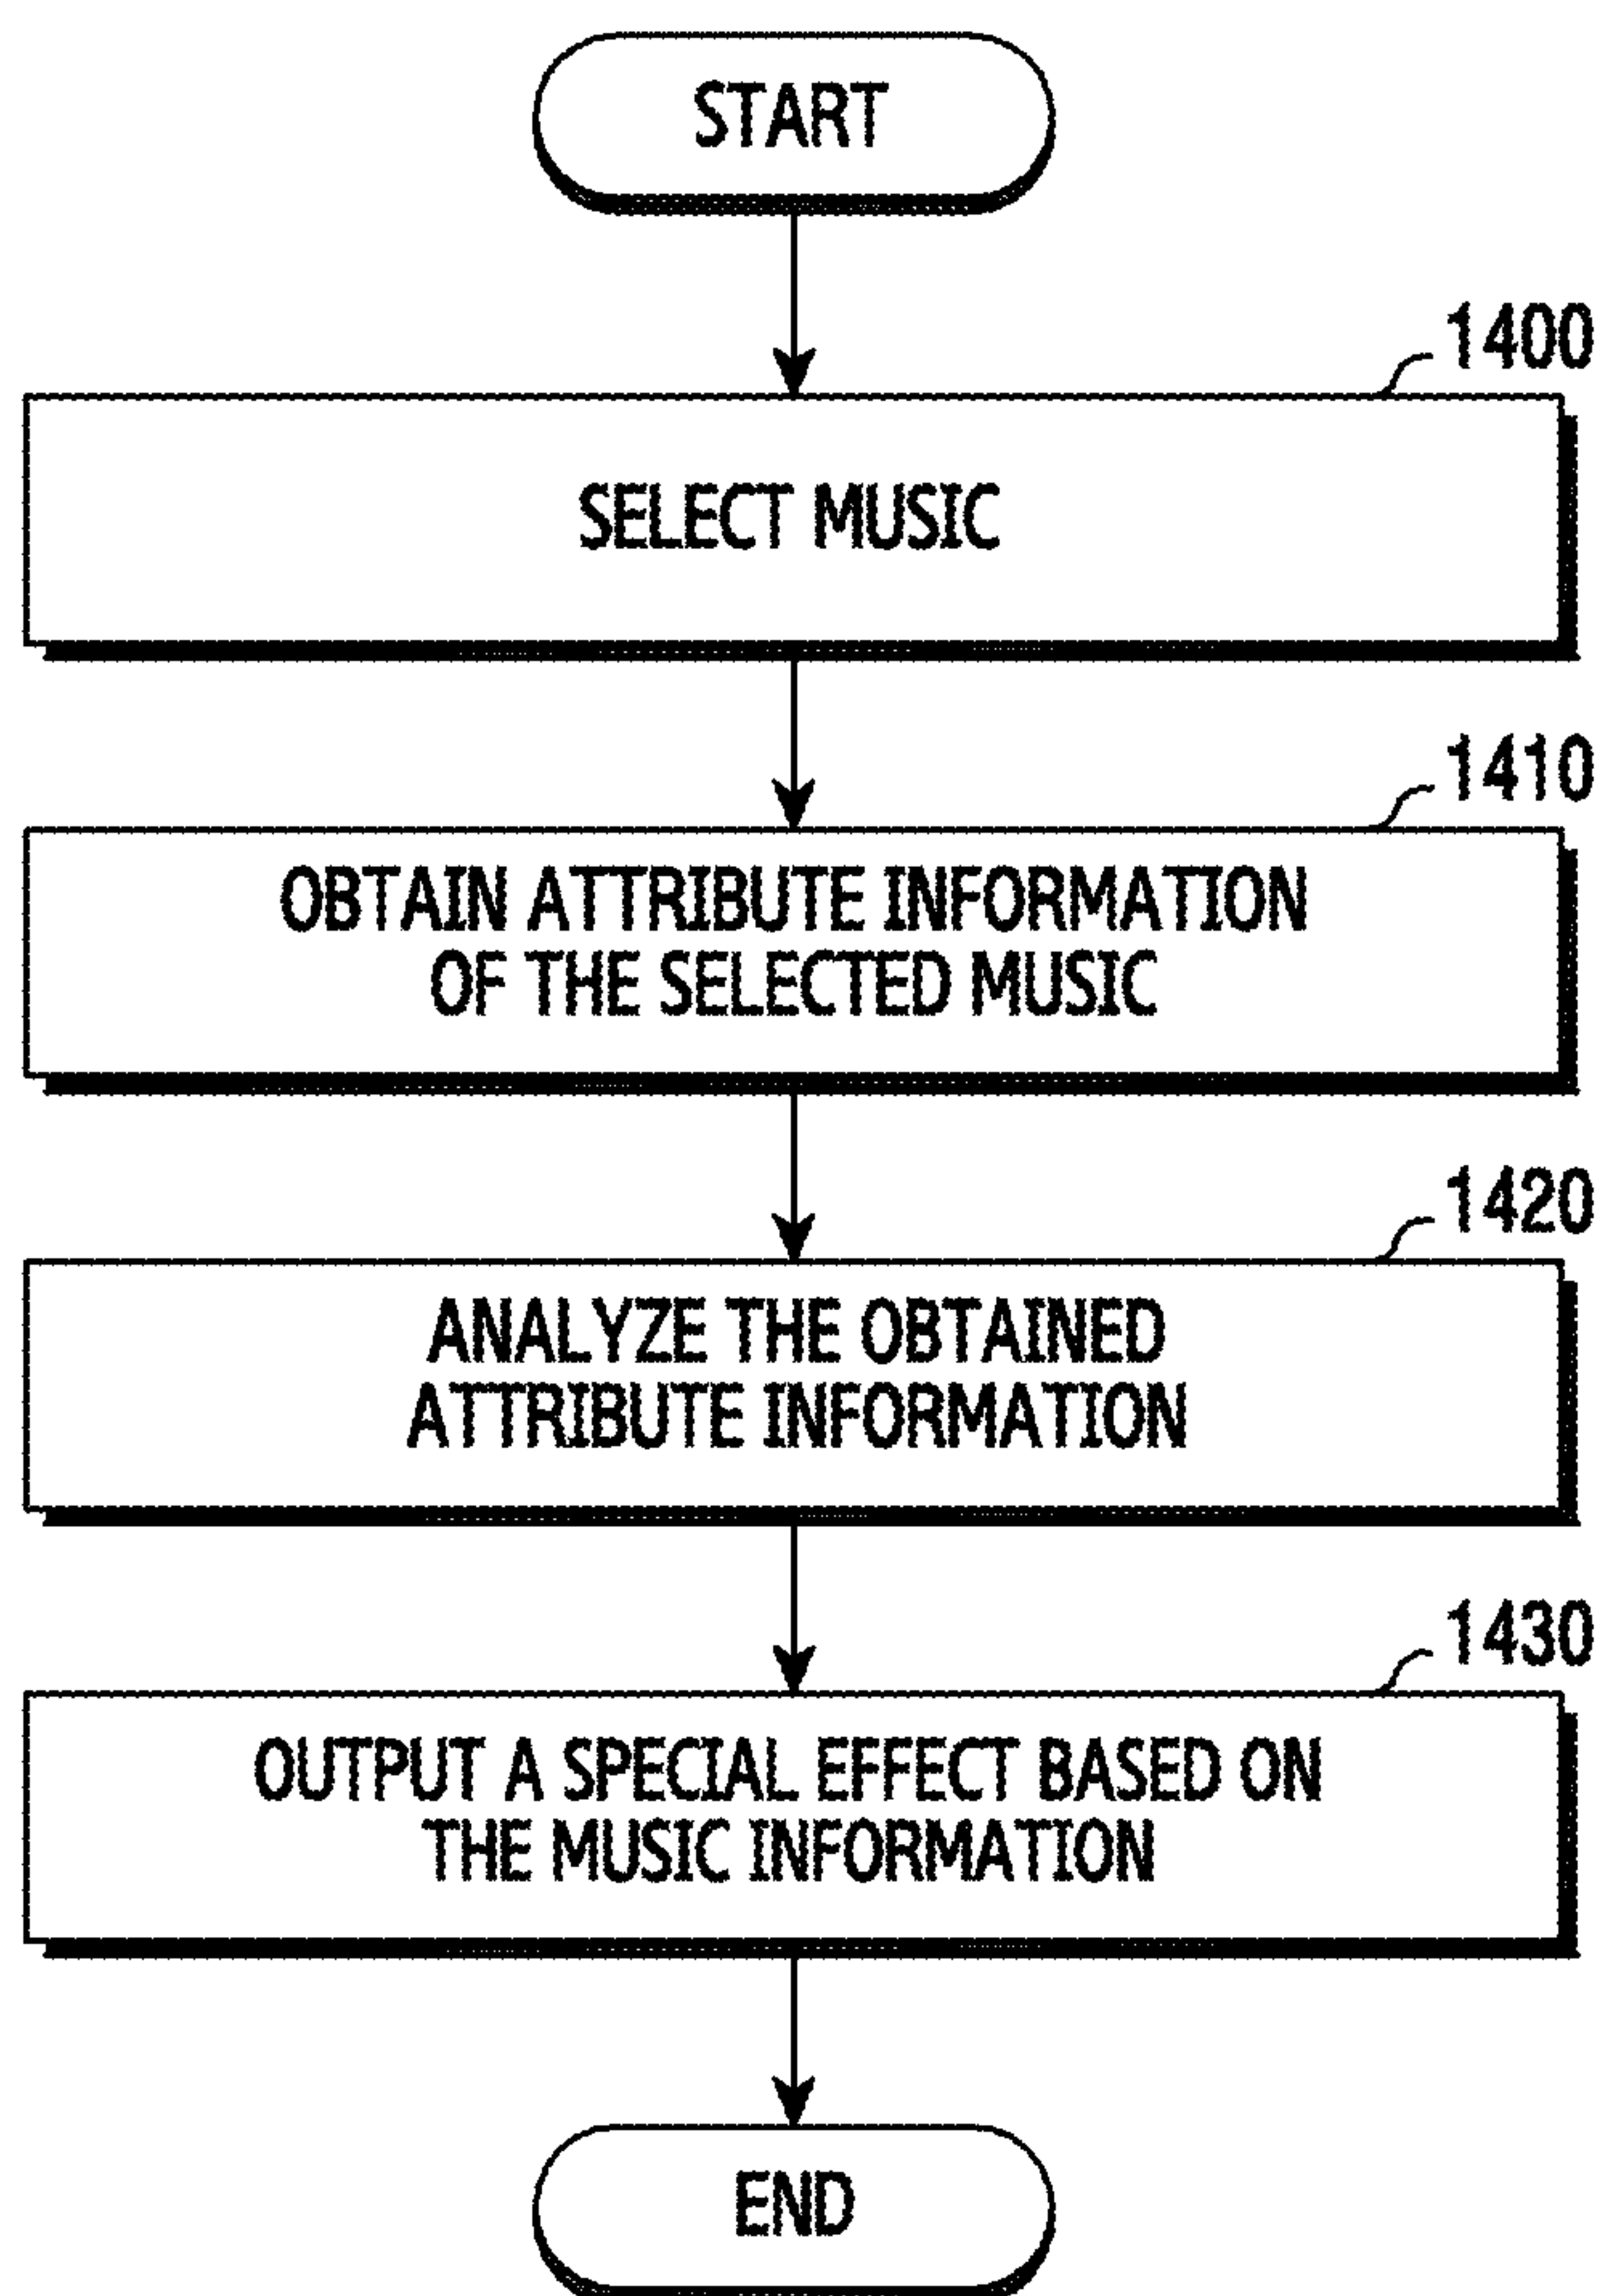 START
1400
SELECT MUSIC
1410
OBTAIN ATTRIBUTE INFORMATION
OF THE SELECTED MUSIC
1420
ANALYZE THE OBTAINED
ATTRIBUTE INFORMATION
1430
OUTPUT A SPECIAL EFFECT BASED ON
THE MUSIC INFORMATION
END